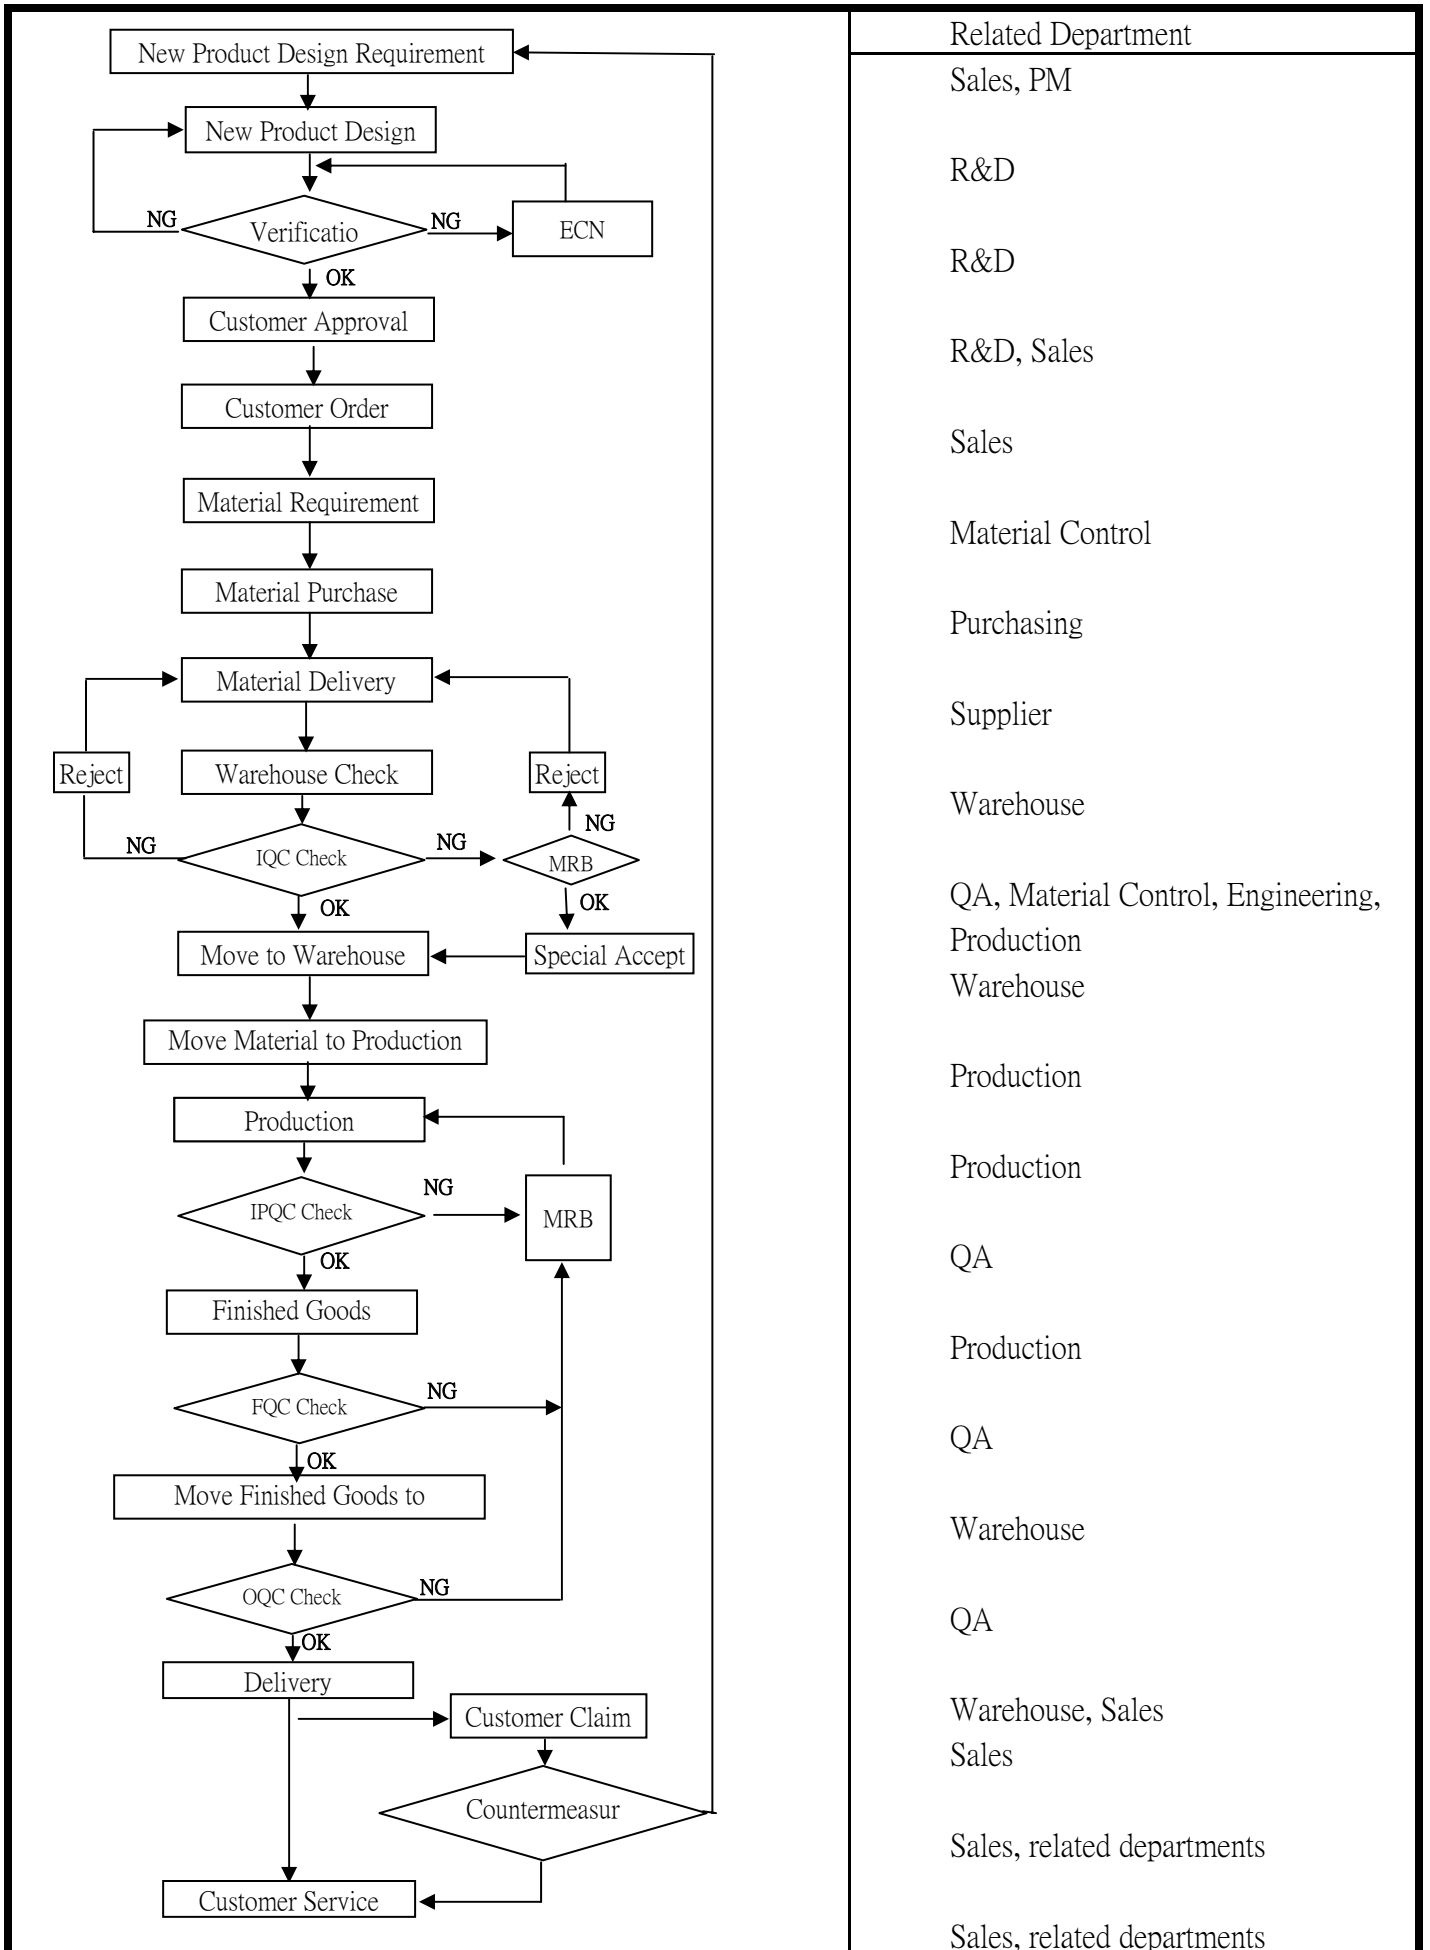 Related Department
New Product Design Requirement
Sales, PM
New Product Design
R&D
NG
Verificatio
NG
ECN
R&D
OK
Customer Approval
R&D, Sales
Customer Order
Sales
Material Requirement
Material Control
Material Purchase
Purchasing
Material Delivery
Supplier
Reject
Warehouse Check
Reject
Warehouse
NG
NG
IQC Check
NG
MRB
OK
OK
QA, Material Control, Engineering,
Production
Move to Warehouse
Special Accept
Warehouse
Move Material to Production
Production
Production
Production
NG
IPQC Check
MRB
OK
QA
Finished Goods
Production
NG
FQC Check
QA
OK
Move Finished Goods to
Warehouse
NG
OQC Check
QA
OK
Delivery
Warehouse, Sales
Customer Claim
Sales
Countermeasur
Sales, related departments
Customer Service
Sales, related departments